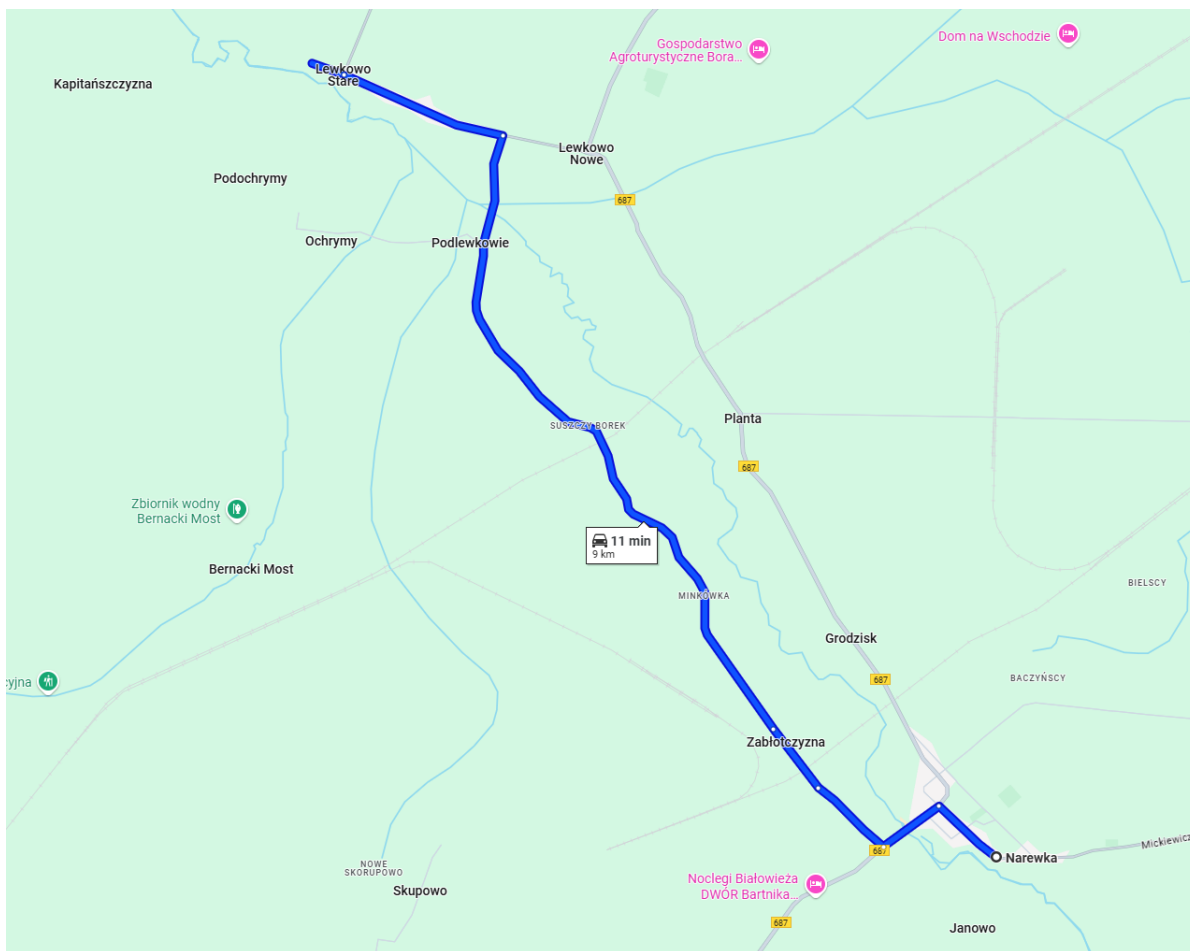 Gospodarstwo
Agroturystyczne Bora...
Dom na Wschodzie
Kapitańszczyzna
Lewkowo
Stare
Lewkowo
Nowe
Podochrymy
687
Ochrymy
Podlewkowie
Planta
SUSZCZY BOREK
687
Zbiornik wodny
Bernacki Most
11 min
9 km
Bernacki Most
BIELSCY
MINKÓWKA
Grodzisk
687
BACZYŃSCY
cyjna
Zabłotczyzna
687
Mickiewicz
Narewka
NOWE
SKORUPOWO
Skupowo
Noclegi Białowieża
DWÓR Bartnika...
687
Janowo